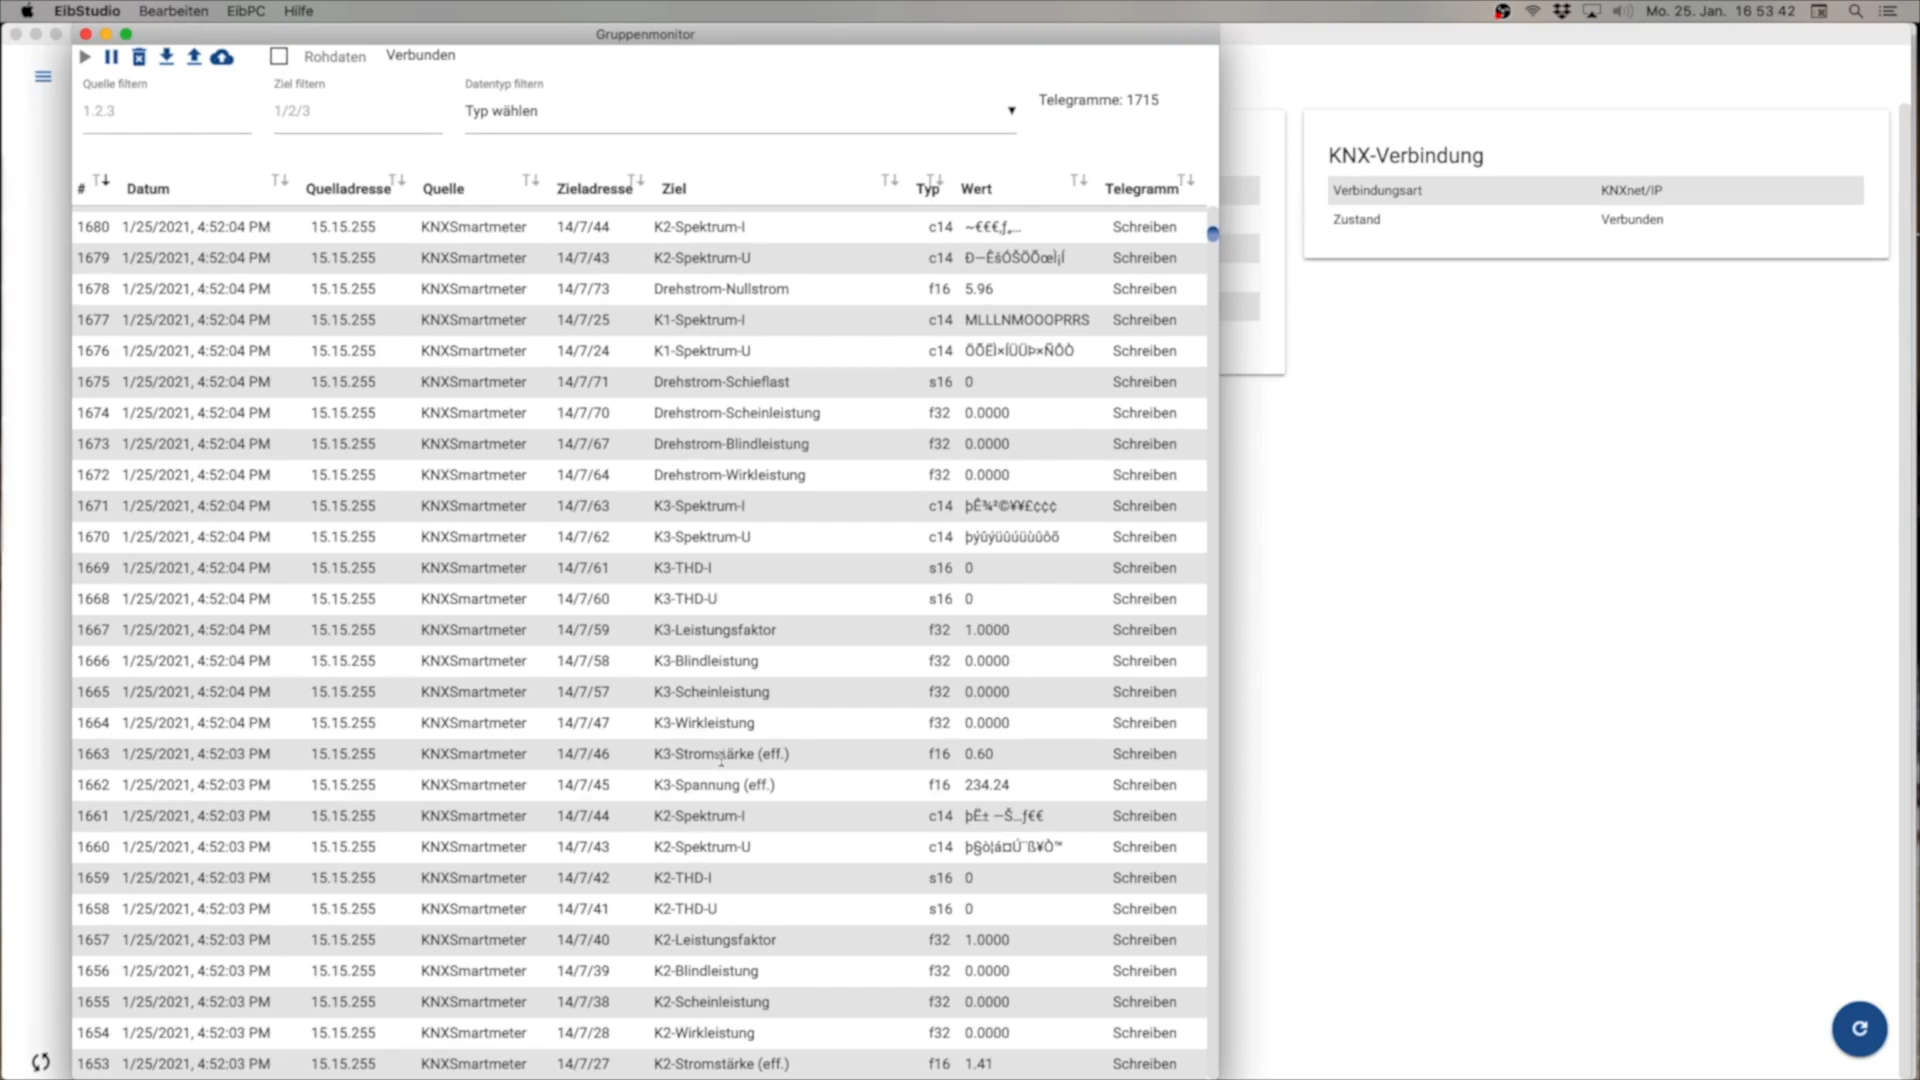 EibStudio Bearbeiten EibPC Hilfe Mo. 25. Jan. 16 53 42
Gruppenmonitor
Rohdaten Verbunden
Quelle filtern Ziel filtern Datentyp filtern
1.2.3 1/2/3 Typ wählen Telegramme: 1715
KNX-Verbindung
Verbindungsart KNXnet/IP
Zustand Verbunden
# Datum Quelladresse Quelle Zieladresse Ziel Typ Wert Telegramm
1680 1/25/2021, 4:52:04 PM 15.15.255 KNXSmartmeter 14/7/44 K2-Spektrum-I c14 Schreiben
1679 1/25/2021, 4:52:04 PM 15.15.255 KNXSmartmeter 14/7/43 K2-Spektrum-U c14 Schreiben
1678 1/25/2021, 4:52:04 PM 15.15.255 KNXSmartmeter 14/7/73 Drehstrom-Nullstrom f16 5.96 Schreiben
1677 1/25/2021, 4:52:04 PM 15.15.255 KNXSmartmeter 14/7/25 K1-Spektrum-I c14 MLLLNMOOOPRRS Schreiben
1676 1/25/2021, 4:52:04 PM 15.15.255 KNXSmartmeter 14/7/24 K1-Spektrum-U c14 Schreiben
1675 1/25/2021, 4:52:04 PM 15.15.255 KNXSmartmeter 14/7/71 Drehstrom-Schieflast s16 0 Schreiben
1674 1/25/2021, 4:52:04 PM 15.15.255 KNXSmartmeter 14/7/70 Drehstrom-Scheinleistung f32 0.0000 Schreiben
1673 1/25/2021, 4:52:04 PM 15.15.255 KNXSmartmeter 14/7/67 Drehstrom-Blindleistung f32 0.0000 Schreiben
1672 1/25/2021, 4:52:04 PM 15.15.255 KNXSmartmeter 14/7/64 Drehstrom-Wirkleistung f32 0.0000 Schreiben
1671 1/25/2021, 4:52:04 PM 15.15.255 KNXSmartmeter 14/7/63 K3-Spektrum-I c14 þÊ¾²©¥¥£¢¢¢ Schreiben
1670 1/25/2021, 4:52:04 PM 15.15.255 KNXSmartmeter 14/7/62 K3-Spektrum-U c14 Schreiben
1669 1/25/2021, 4:52:04 PM 15.15.255 KNXSmartmeter 14/7/61 K3-THD-I s16 0 Schreiben
1668 1/25/2021, 4:52:04 PM 15.15.255 KNXSmartmeter 14/7/60 K3-THD-U s16 0 Schreiben
1667 1/25/2021, 4:52:04 PM 15.15.255 KNXSmartmeter 14/7/59 K3-Leistungsfaktor f32 1.0000 Schreiben
1666 1/25/2021, 4:52:04 PM 15.15.255 KNXSmartmeter 14/7/58 K3-Blindleistung f32 0.0000 Schreiben
1665 1/25/2021, 4:52:04 PM 15.15.255 KNXSmartmeter 14/7/57 K3-Scheinleistung f32 0.0000 Schreiben
1664 1/25/2021, 4:52:04 PM 15.15.255 KNXSmartmeter 14/7/47 K3-Wirkleistung f32 0.0000 Schreiben
1663 1/25/2021, 4:52:03 PM 15.15.255 KNXSmartmeter 14/7/46 K3-Stromstärke (eff.) f16 0.60 Schreiben
1662 1/25/2021, 4:52:03 PM 15.15.255 KNXSmartmeter 14/7/45 K3-Spannung (eff.) f16 234.24 Schreiben
1661 1/25/2021, 4:52:03 PM 15.15.255 KNXSmartmeter 14/7/44 K2-Spektrum-I c14 Schreiben
1660 1/25/2021, 4:52:03 PM 15.15.255 KNXSmartmeter 14/7/43 K2-Spektrum-U c14 Schreiben
1659 1/25/2021, 4:52:03 PM 15.15.255 KNXSmartmeter 14/7/42 K2-THD-I s16 0 Schreiben
1658 1/25/2021, 4:52:03 PM 15.15.255 KNXSmartmeter 14/7/41 K2-THD-U s16 0 Schreiben
1657 1/25/2021, 4:52:03 PM 15.15.255 KNXSmartmeter 14/7/40 K2-Leistungsfaktor f32 1.0000 Schreiben
1656 1/25/2021, 4:52:03 PM 15.15.255 KNXSmartmeter 14/7/39 K2-Blindleistung f32 0.0000 Schreiben
1655 1/25/2021, 4:52:03 PM 15.15.255 KNXSmartmeter 14/7/38 K2-Scheinleistung f32 0.0000 Schreiben
1654 1/25/2021, 4:52:03 PM 15.15.255 KNXSmartmeter 14/7/28 K2-Wirkleistung f32 0.0000 Schreiben
1653 1/25/2021, 4:52:03 PM 15.15.255 KNXSmartmeter 14/7/27 K2-Stromstärke (eff.) f16 1.41 Schreiben